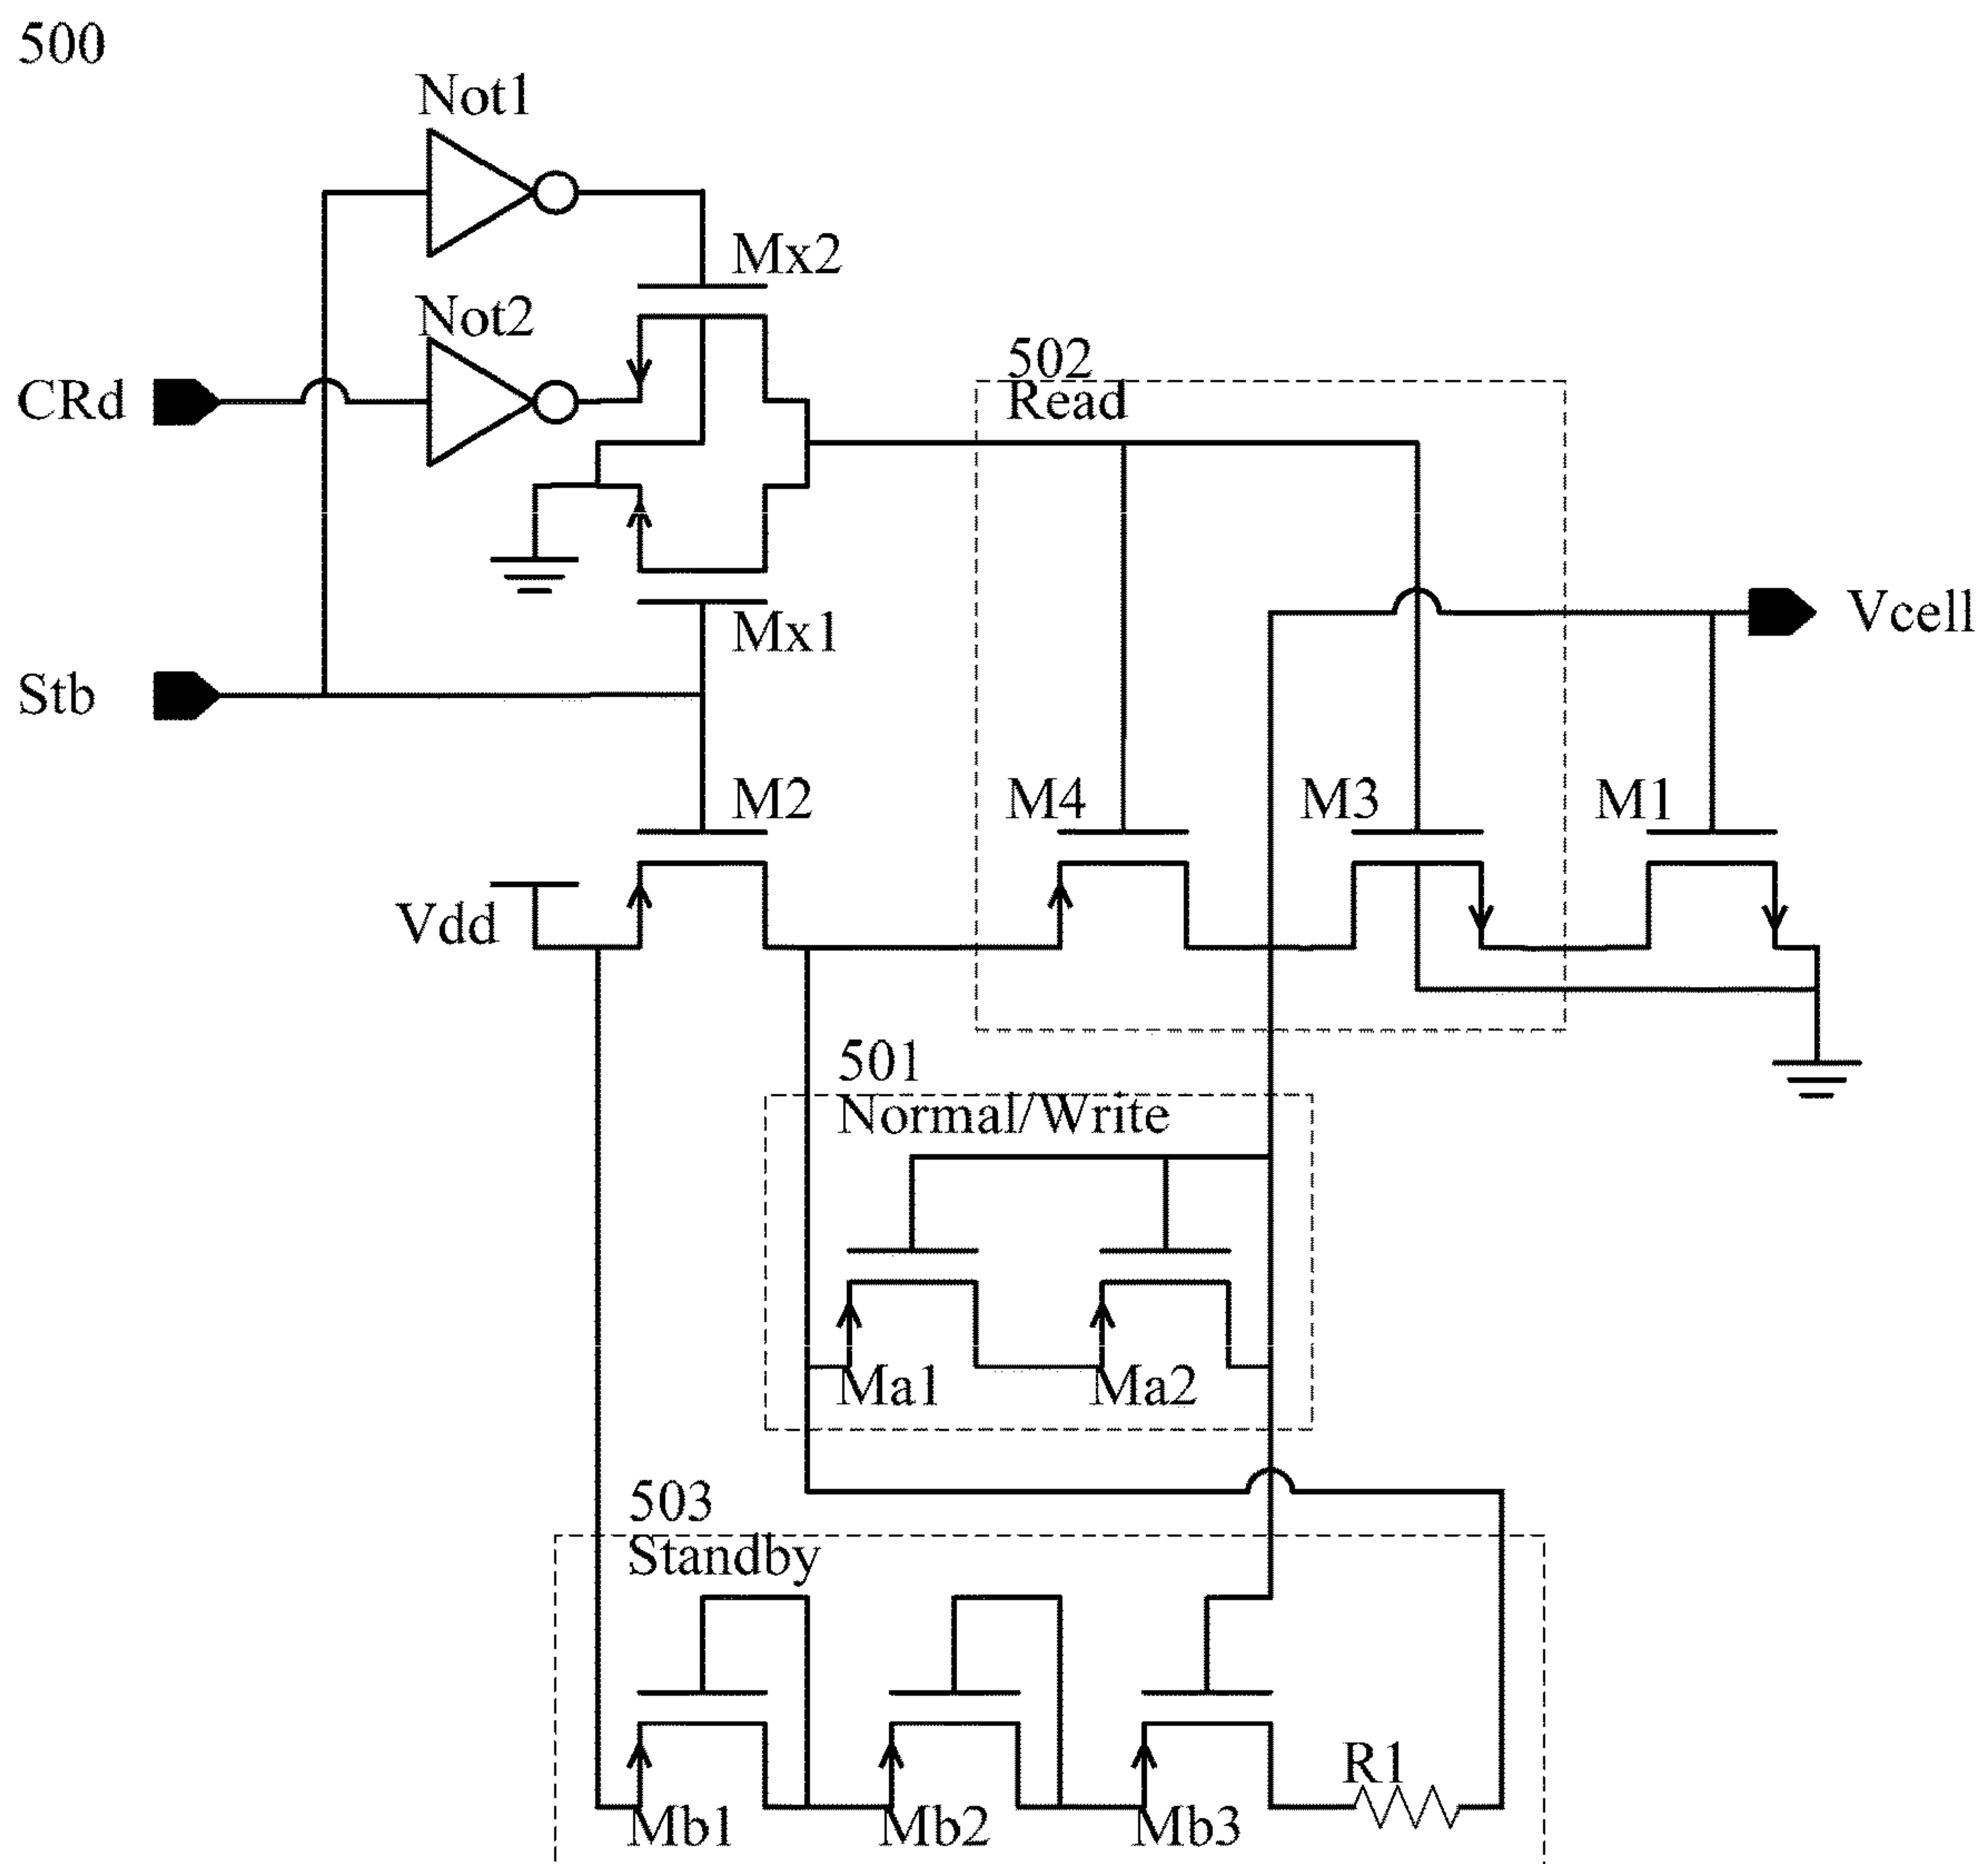 500
Not1
Mx2
Not2
502
CRd
Read
Mx1
Vcell
Stb
M2
M4
M3
M1
Vdd
501
Normal/Write
Ma1
Ma2
503
Standby
R1
Mb1
Mb2
Mb3